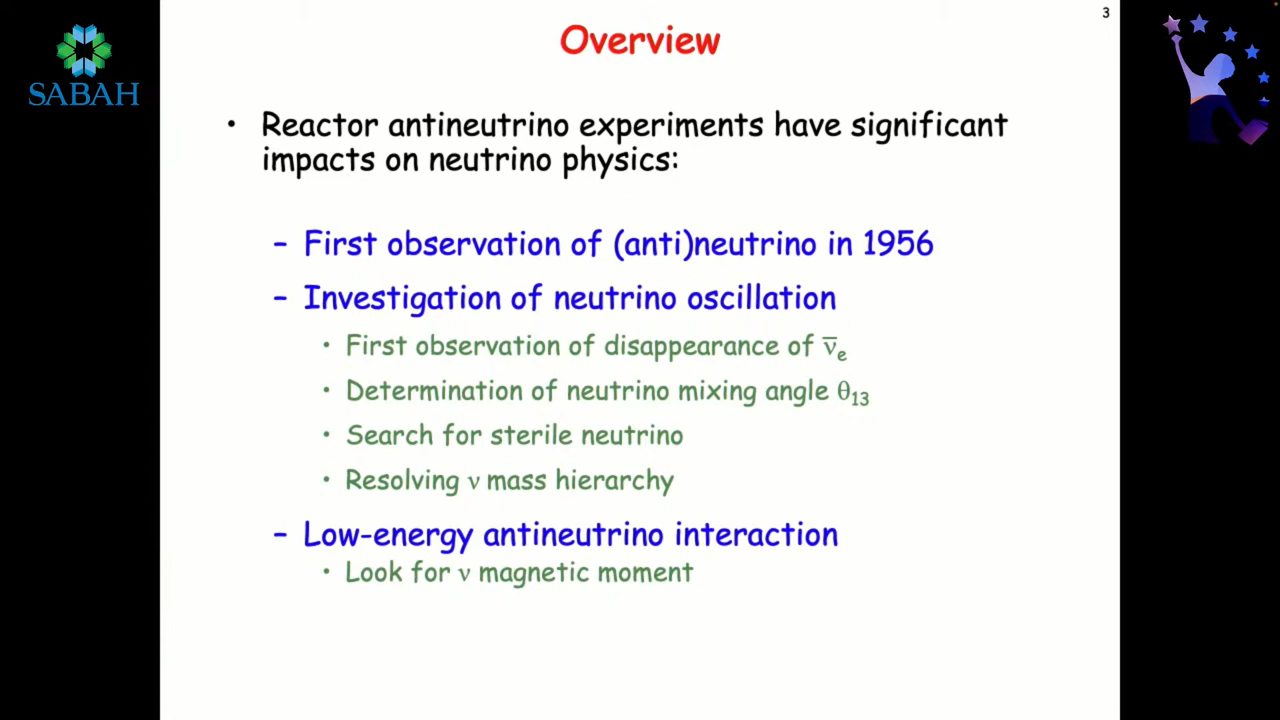 3
Overview
SABAH
• Reactor antineutrino experiments have significant
impacts on neutrino physics:
– First observation of (anti)neutrino in 1956
– Investigation of neutrino oscillation
• First observation of disappearance of ν̅ₑ
• Determination of neutrino mixing angle θ₁₃
• Search for sterile neutrino
• Resolving ν mass hierarchy
– Low-energy antineutrino interaction
• Look for ν magnetic moment